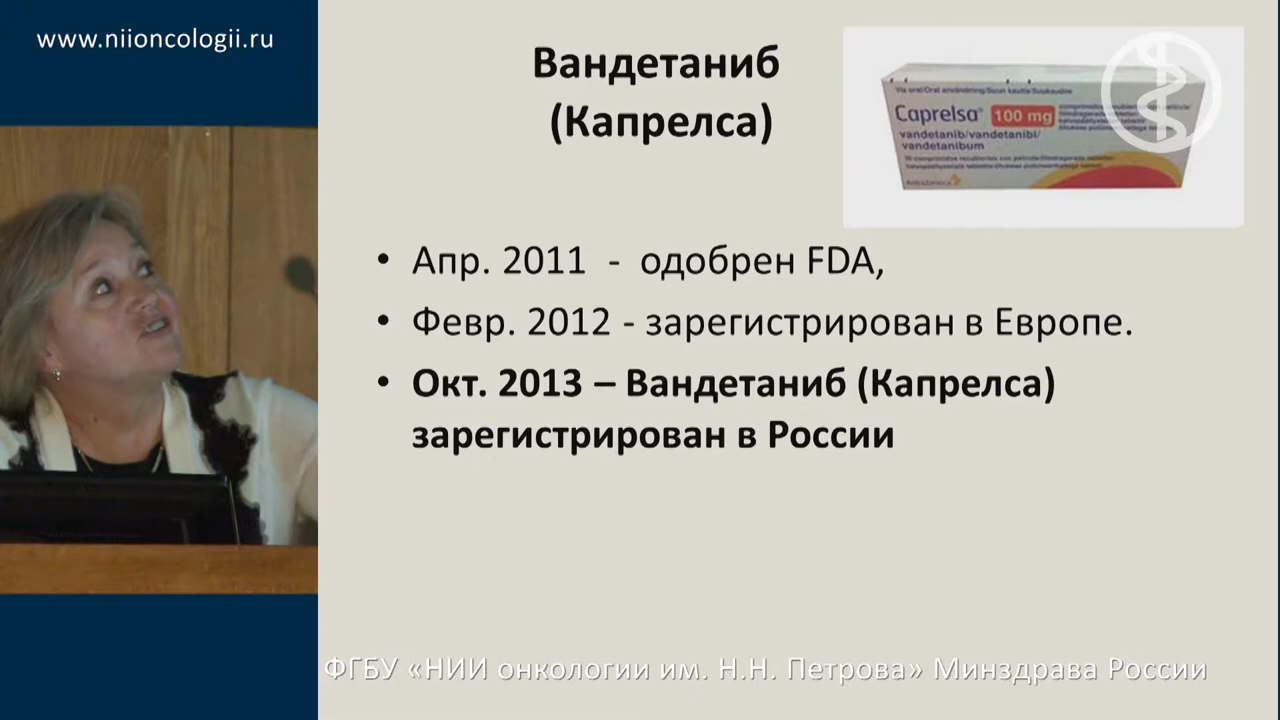 www.niioncologii.ru
Вандетаниб
(Капрелса)
Caprelsa® 100 mg
vandetanib/vandetanibi/
vandetanibum
• Апр. 2011 - одобрен FDA,
• Февр. 2012 - зарегистрирован в Европе.
• Окт. 2013 – Вандетаниб (Капрелса)
зарегистрирован в России
ФГБУ «НИИ онкологии им. Н.Н. Петрова» Минздрава России